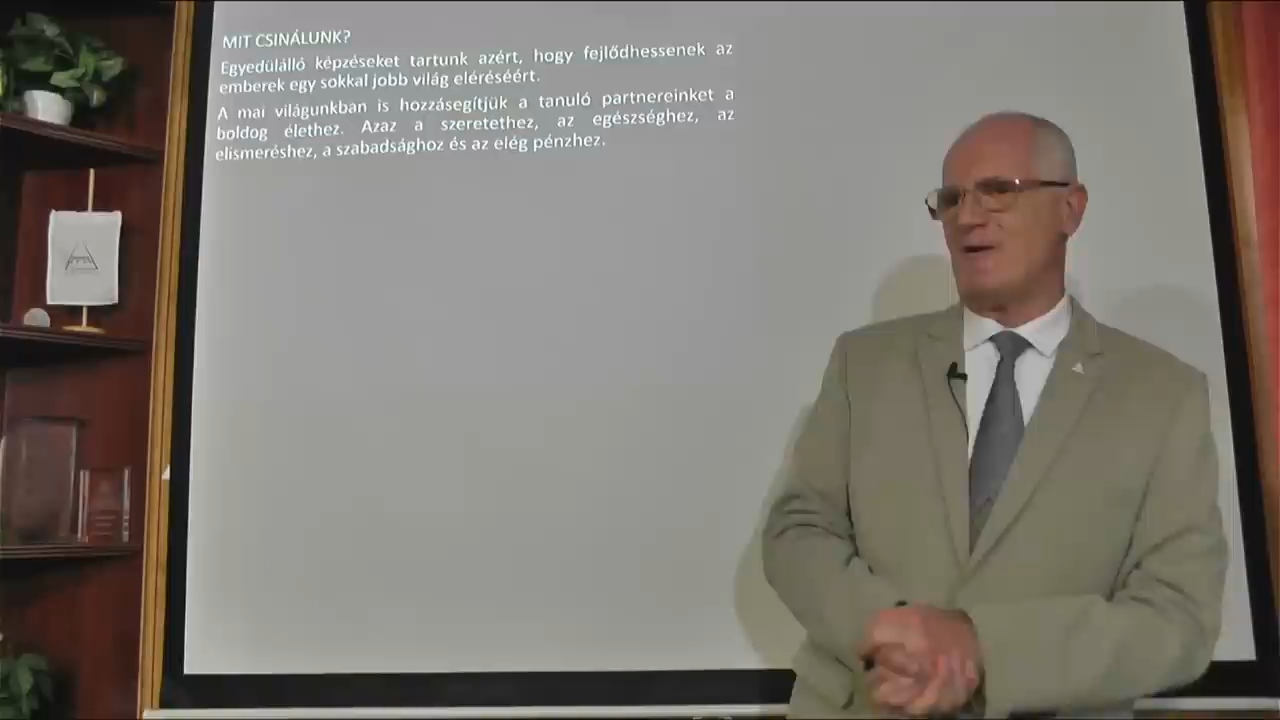 MIT CSINÁLUNK?
Egyedülálló képzéseket tartunk azért, hogy fejlődhessenek az
emberek egy sokkal jobb világ eléréséért.
A mai világunkban is hozzásegítjük a tanuló partnereinket a
boldog élethez. Azaz a szeretethez, az egészséghez, az
elismeréshez, a szabadsághoz és az elég pénzhez.